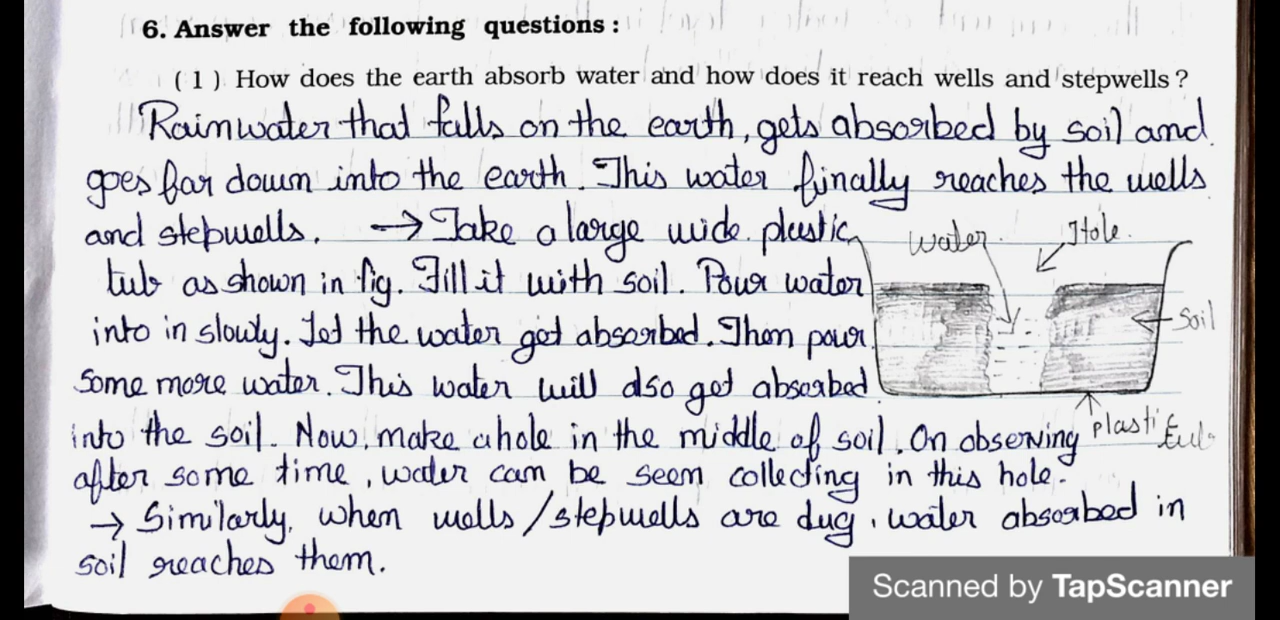 6. Answer the following questions :
( 1 ) How does the earth absorb water and how does it reach wells and stepwells ?
Rainwater that falls on the earth, gets absorbed by soil and
goes far down into the earth. This water finally reaches the wells
and stepwells. → Take a large wide plastic
Water Hole
tub as shown in fig. Fill it with soil. Pour water
into in slowly. Let the water get absorbed. Then pour
Soil
some more water. This water will also get absorbed
into the soil. Now, make a hole in the middle of soil. On observing
Plasti tub
after some time, water can be seen collecting in this hole.
→ Similarly, when wells/stepwells are dug, water absorbed in
soil reaches them.
Scanned by TapScanner